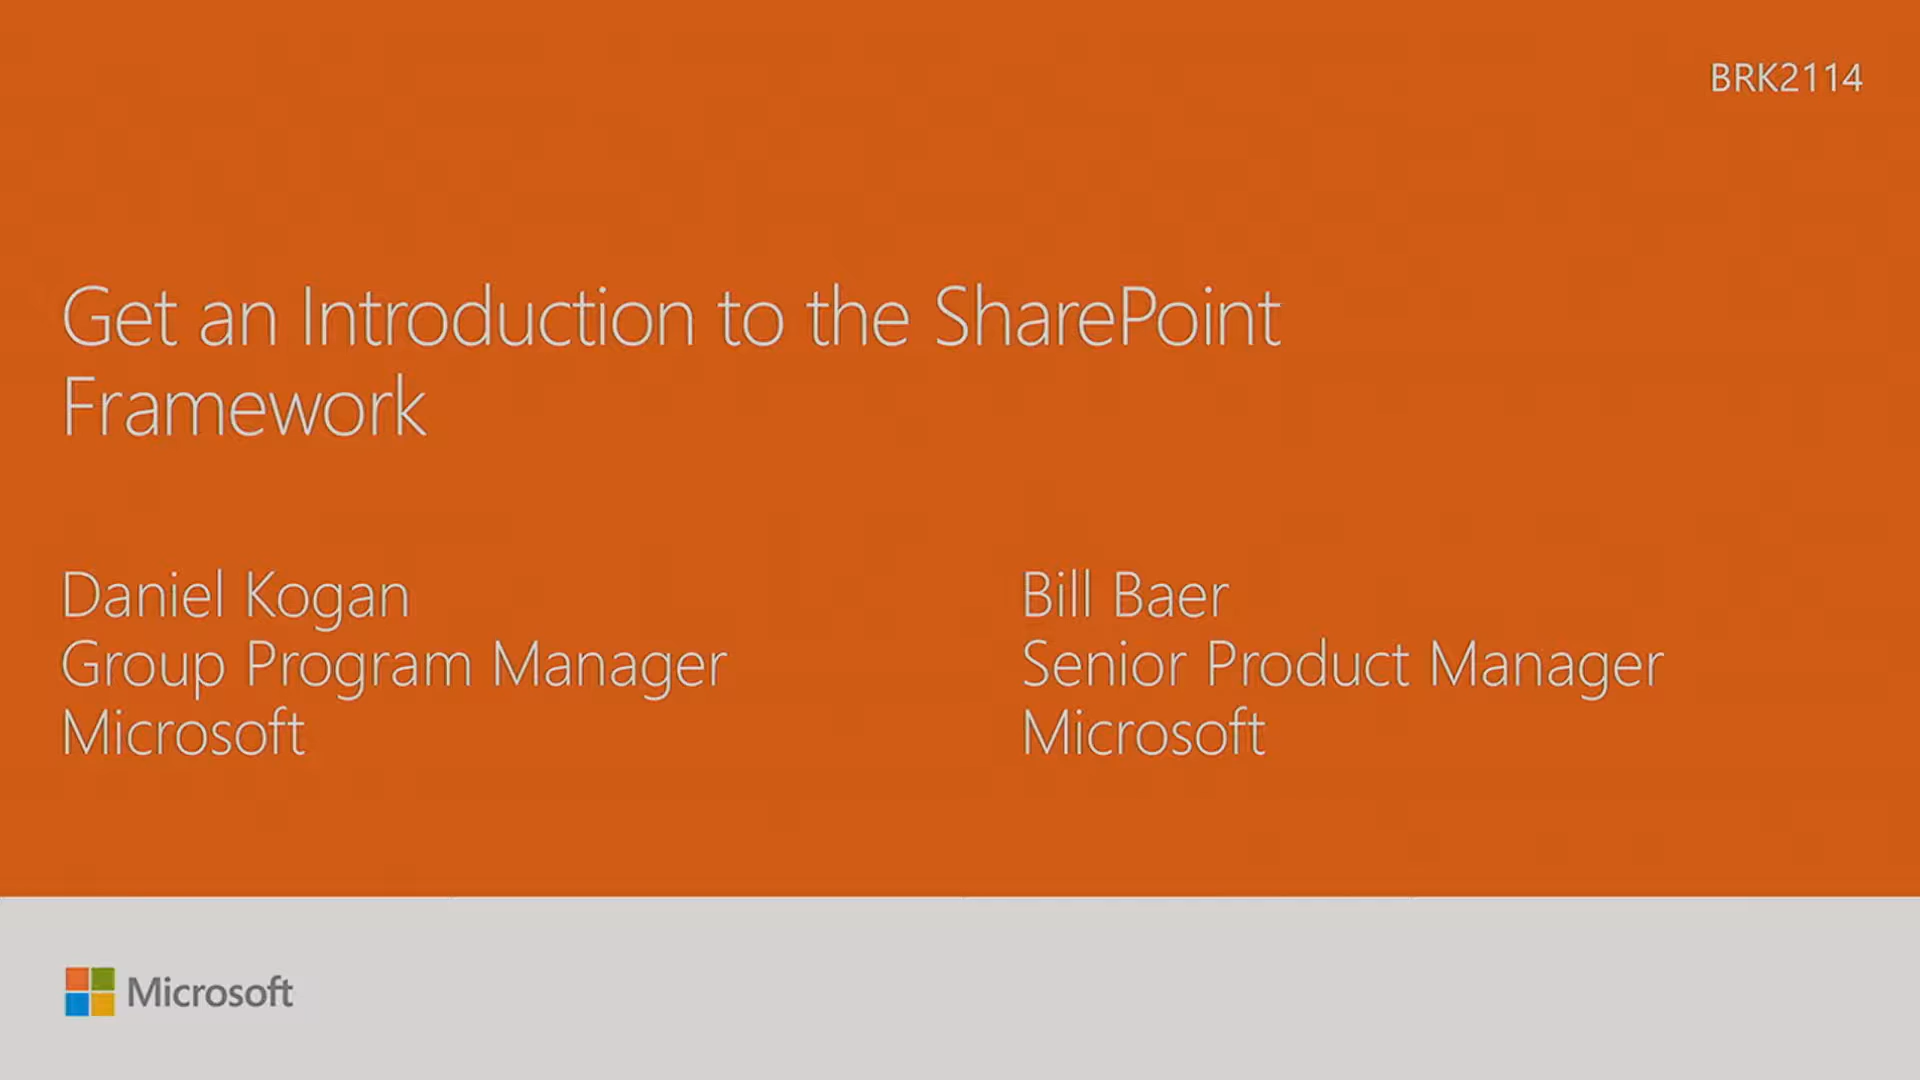 BRK2114
Get an Introduction to the SharePoint
Framework
Daniel Kogan
Group Program Manager
Microsoft
Bill Baer
Senior Product Manager
Microsoft
Microsoft